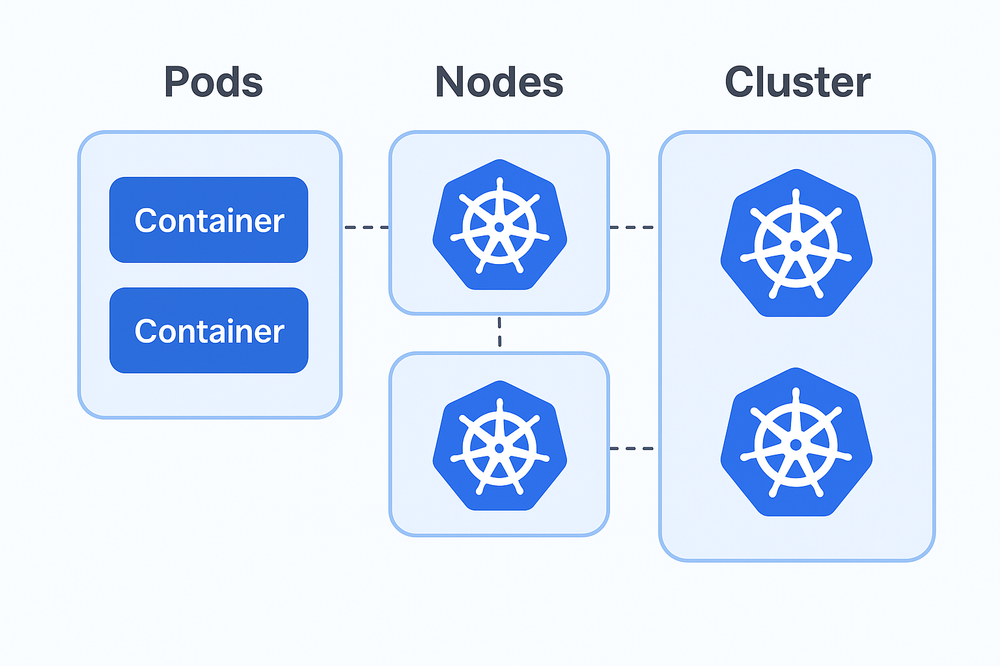 Pods
Nodes
Cluster
Container
Container